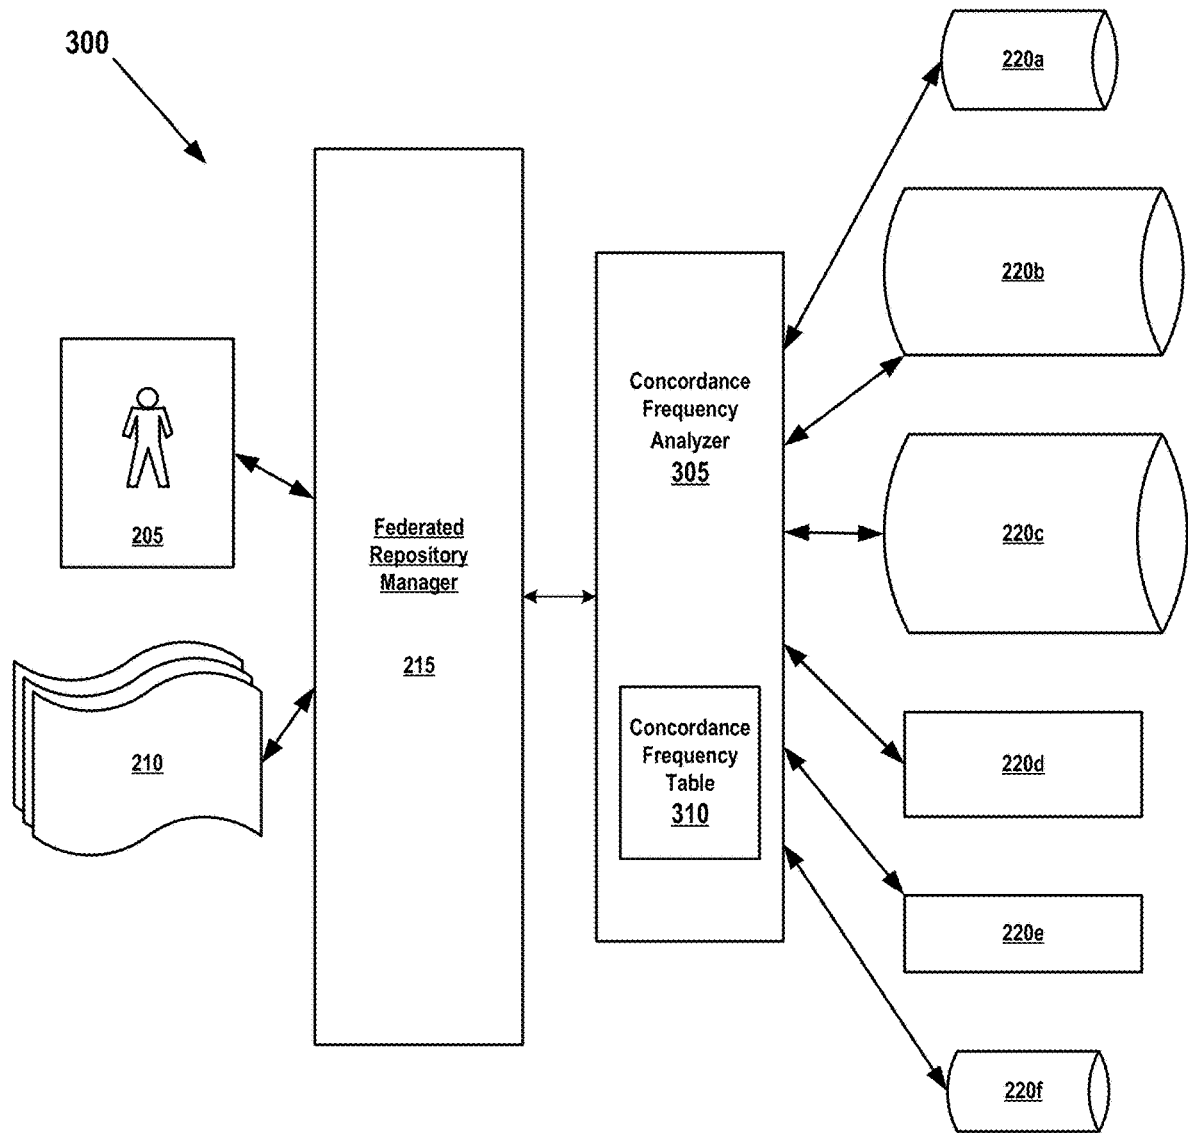 300
220a
220b
Concordance
Frequency
Analyzer
305
205
Federated
Repository
Manager
215
220c
210
Concordance
Frequency
Table
310
220d
220e
220f